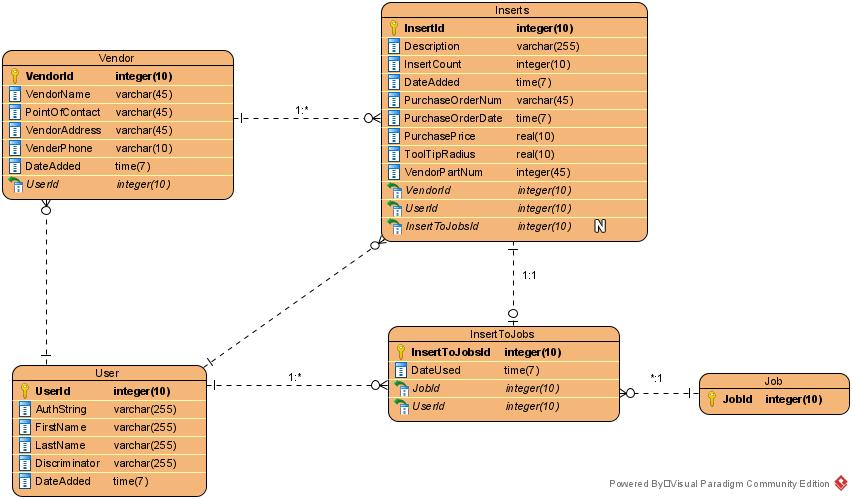 Inserts
InsertId integer(10)
Description varchar(255)
InsertCount integer(10)
DateAdded time(7)
PurchaseOrderNum varchar(45)
PurchaseOrderDate time(7)
PurchasePrice real(10)
ToolTipRadius real(10)
VendorPartNum integer(45)
VendorId integer(10)
UserId integer(10)
InsertToJobsId integer(10) N
Vendor
VendorId integer(10)
VendorName varchar(45)
PointOfContact varchar(45)
VendorAddress varchar(45)
VenderPhone varchar(10)
DateAdded time(7)
UserId integer(10)
1:*
1:1
InsertToJobs
InsertToJobsId integer(10)
DateUsed time(7)
JobId integer(10)
UserId integer(10)
User
UserId integer(10)
AuthString varchar(255)
FirstName varchar(255)
LastName varchar(255)
Discriminator varchar(255)
DateAdded time(7)
1:*
*:1
Job
JobId integer(10)
Powered By Visual Paradigm Community Edition